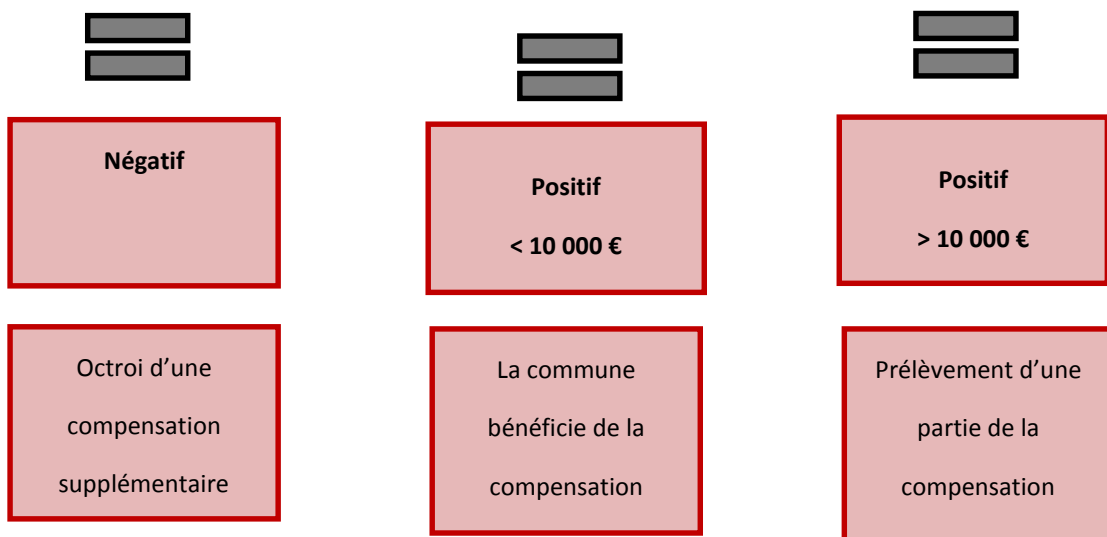 Négatif
Positif
< 10 000 €
Positif
> 10 000 €
Octroi d’une
compensation
supplémentaire
La commune
bénéficie de la
compensation
Prélèvement d’une
partie de la
compensation